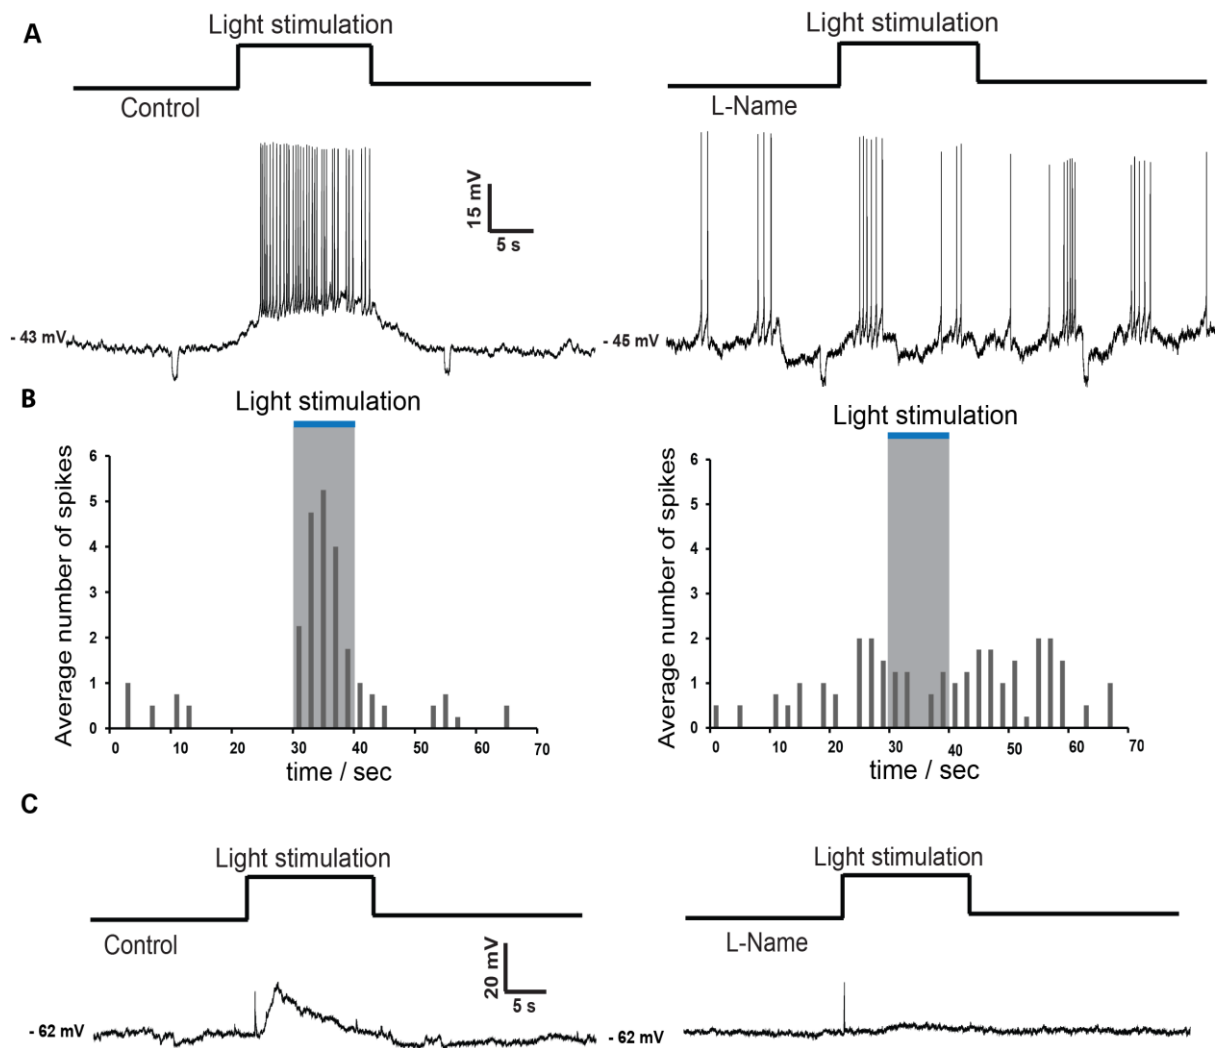 A
Light stimulation
Control
15 mV
5 s
- 43 mV
Light stimulation
L-Name
- 45 mV
B
Light stimulation
Average number of spikes
6
5
4
3
2
1
0
0 10 20 30 40 50 60 70
time / sec
Light stimulation
Average number of spikes
6
5
4
3
2
1
0
0 10 20 30 40 50 60 70
time / sec
C
Light stimulation
Control
20 mV
5 s
- 62 mV
Light stimulation
L-Name
- 62 mV